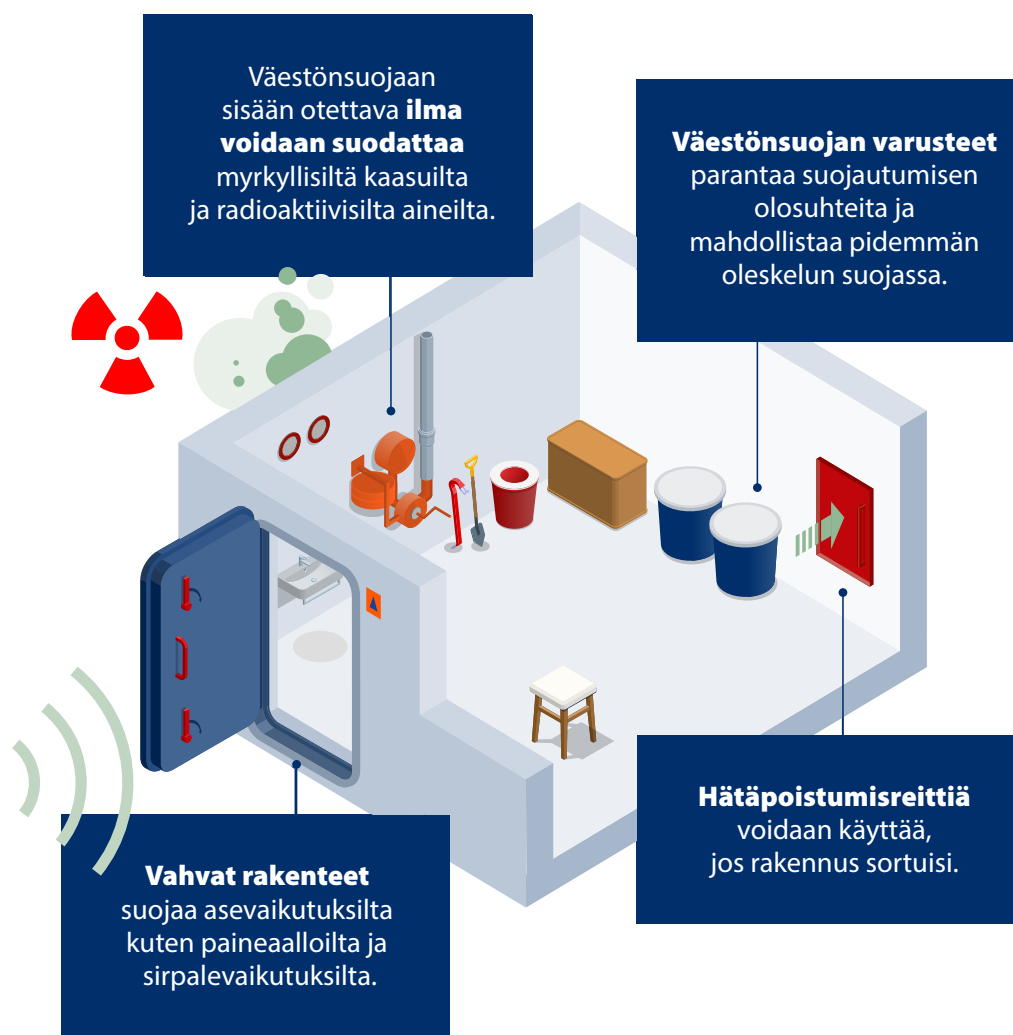 Väestönsuojaan
sisään otettava ilma
voidaan suodattaa
myrkyllisiltä kaasuilta
ja radioaktiivisilta aineilta.
Väestönsuojan varusteet
parantaa suojautumisen
olosuhteita ja
mahdollistaa pidemmän
oleskelun suojassa.
Vahvat rakenteet
suojaa asevaikutuksilta
kuten paineaalloilta ja
sirpalevaikutuksilta.
Hätäpoistumisreittiä
voidaan käyttää,
jos rakennus sortuisi.